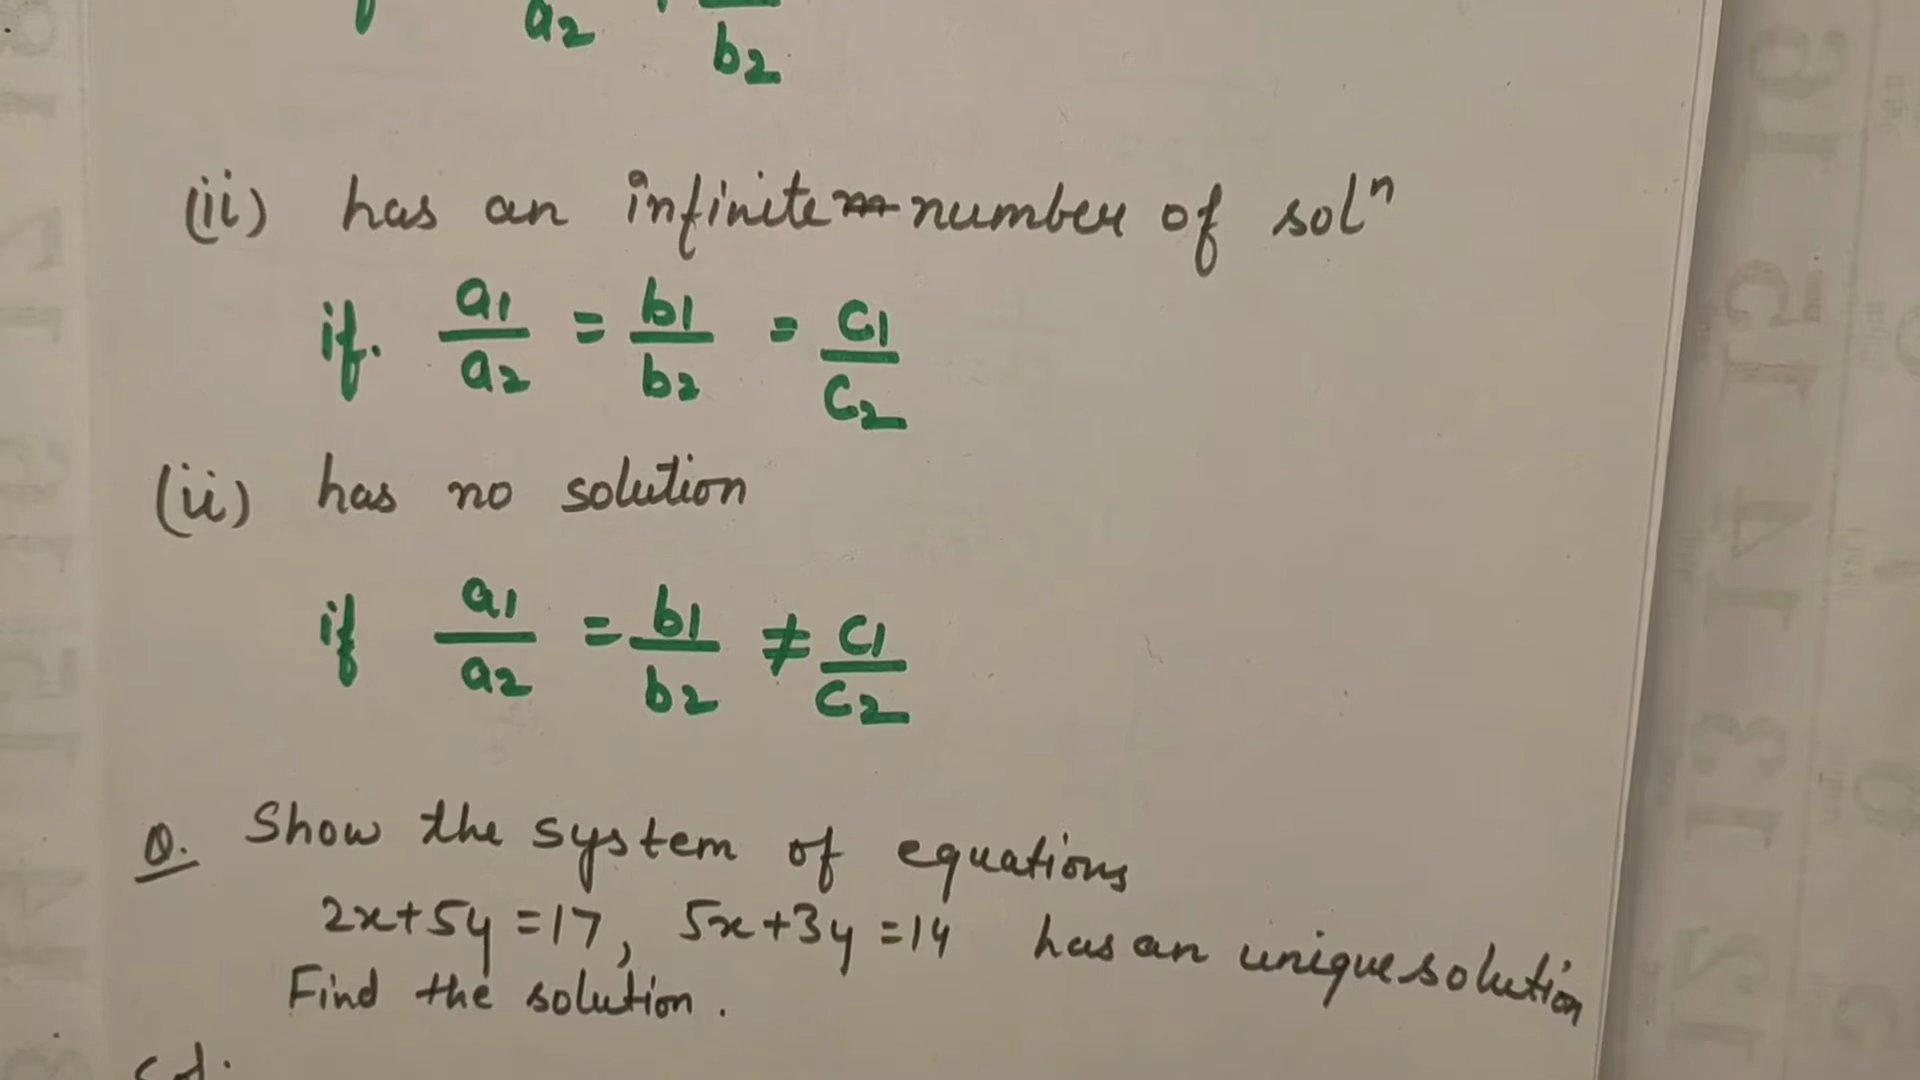 a2 b2
(ii) has an infinite number of solⁿ
if. a1/a2 = b1/b2 = c1/c2
(ii) has no solution
if a1/a2 = b1/b2 ≠ c1/c2
Q. Show the system of equations
2x+5y=17, 5x+3y=14 has an unique solution
Find the solution.